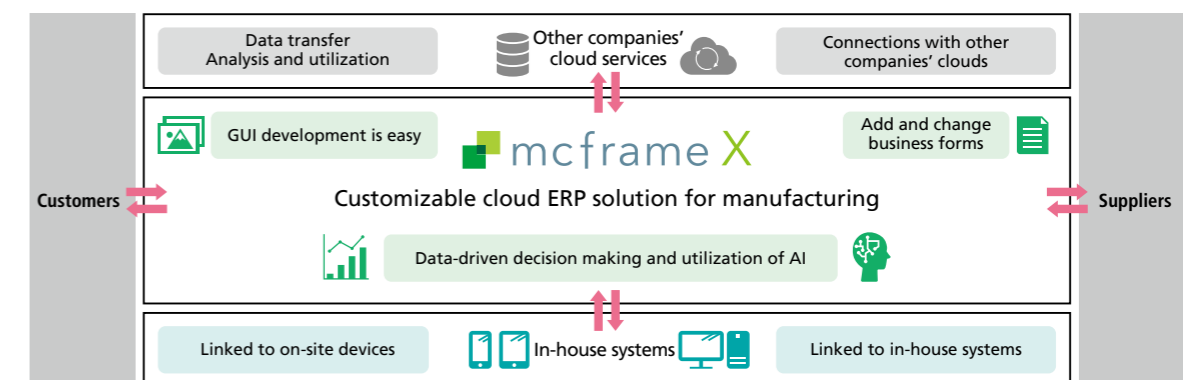 Data transfer
Analysis and utilization
Other companies’
cloud services
Connections with other
companies’ clouds
GUI development is easy
mcframe X
Add and change
business forms
Customers
Customizable cloud ERP solution for manufacturing
Suppliers
Data-driven decision making and utilization of AI
Linked to on-site devices
In-house systems
Linked to in-house systems